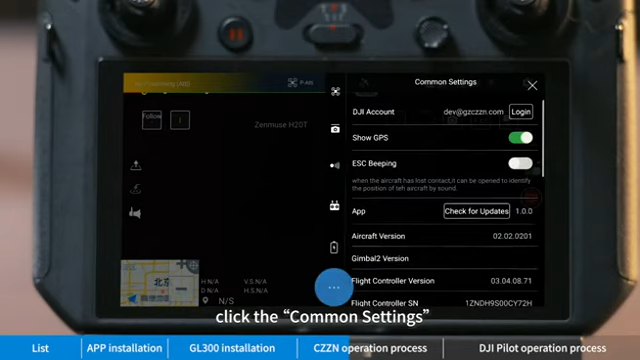 P-Atti
Common Settings
DJI Account
dev@gzczzn.com
Login
Follow
Zenmuse H20T
Show GPS
ESC Beeping
when the aircraft has lost contact,it can be opened to identify
the position of teh aircraft by sound.
App
Check for Updates
1.0.0
Aircraft Version
02.02.0201
Gimbal2 Version
H N/A
V.S.N/A
D N/A
H.S.N/A
N/S
北京
Flight Controller Version
03.04.08.71
Flight Controller SN
1ZNDH9S00CY72H
click the “Common Settings”
List
APP installation
GL300 installation
CZZN operation process
DJI Pilot operation process